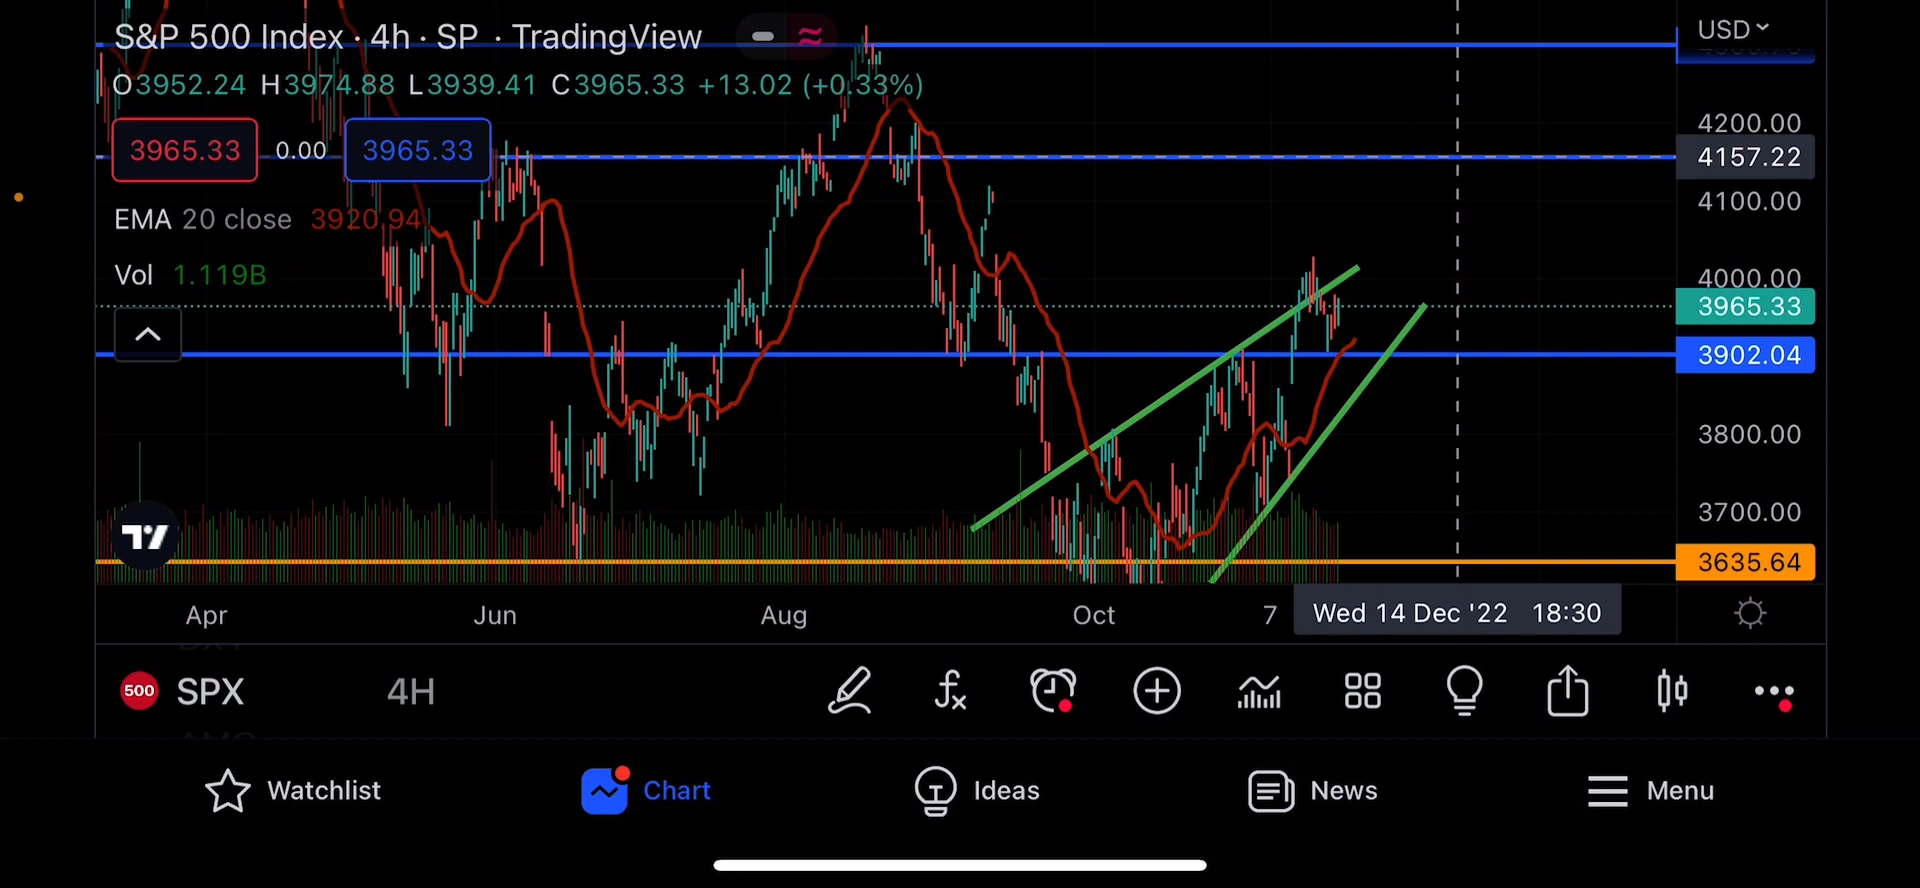 S&P 500 Index · 4h · SP · TradingView
USD
O3952.24 H3974.88 L3939.41 C3965.33 +13.02 (+0.33%)
3965.33 0.00 3965.33
EMA 20 close 3920.94
Vol 1.119B
4200.00
4157.22
4100.00
4000.00
3965.33
3902.04
3800.00
3700.00
3635.64
Apr Jun Aug Oct 7 Wed 14 Dec '22 18:30
500 SPX 4H
Watchlist Chart Ideas News Menu